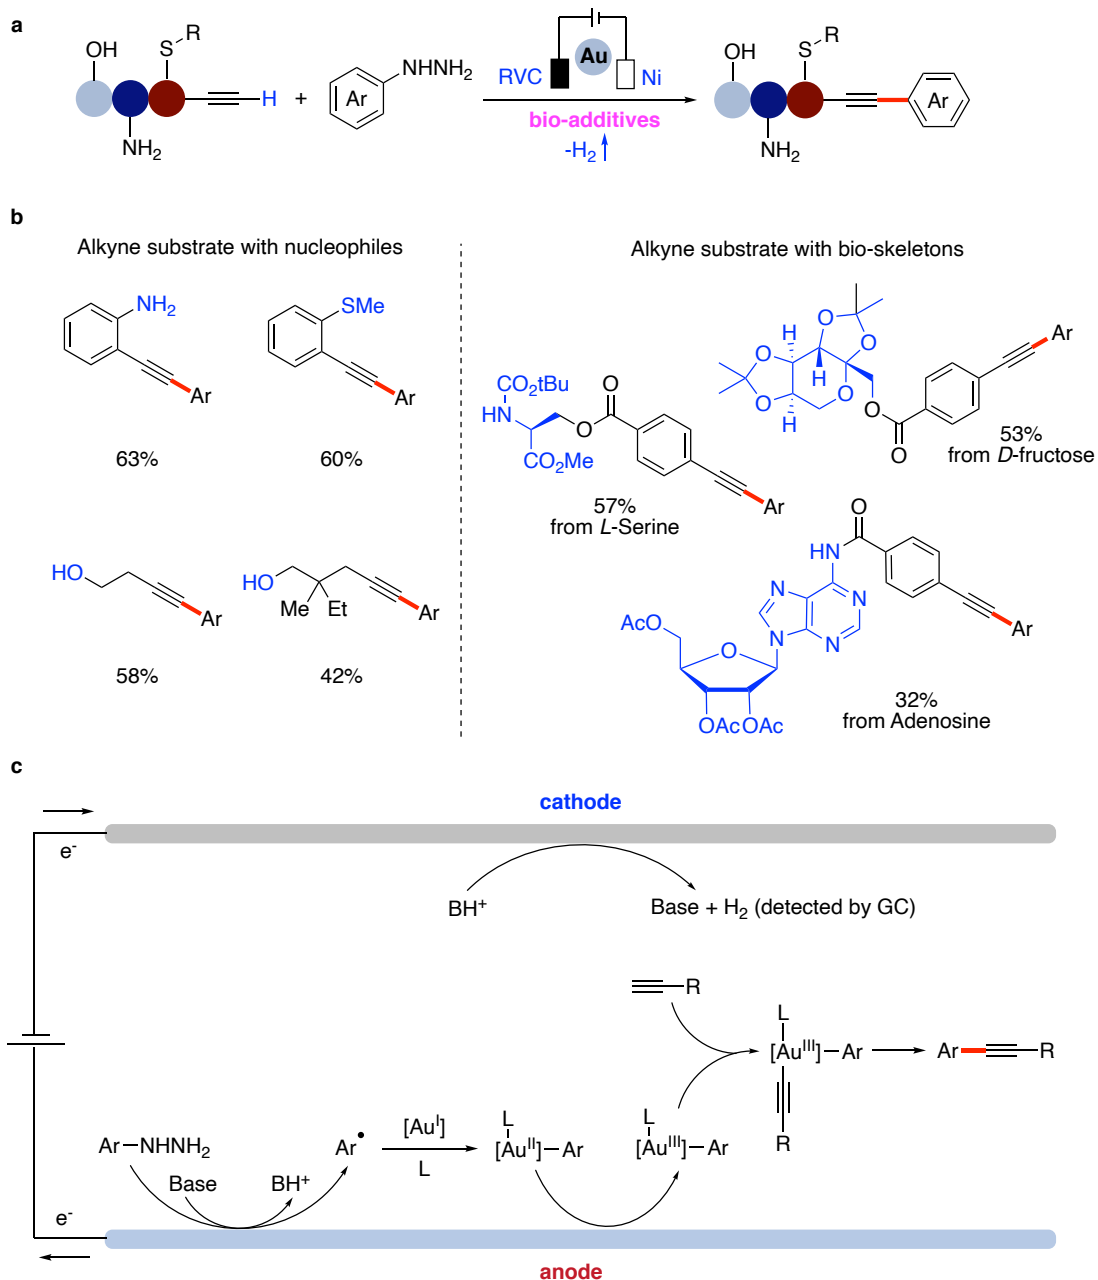 a
OH
S
R
H
NH₂
+
Ar
NHNH₂
RVC
Au
Ni
bio-additives
-H₂
OH
S
R
Ar
NH₂
b
Alkyne substrate with nucleophiles
NH₂
Ar
63%
SMe
Ar
60%
HO
Ar
58%
HO
Me
Et
Ar
42%
Alkyne substrate with bio-skeletons
CO₂tBu
HN
CO₂Me
O
O
Ar
57%
from L-Serine
O
O
O
O
O
H
H
H
O
O
Ar
53%
from D-fructose
O
HN
N
N
N
N
AcO
O
OAc
OAc
Ar
32%
from Adenosine
c
cathode
e⁻
BH⁺
Base + H₂ (detected by GC)
R
L
[Auᴵᴵᴵ]
Ar
R
Ar
R
Ar
NHNH₂
Base
BH⁺
Ar•
[Auᴵ]
L
L
[Auᴵᴵ]
Ar
L
[Auᴵᴵᴵ]
Ar
e⁻
anode